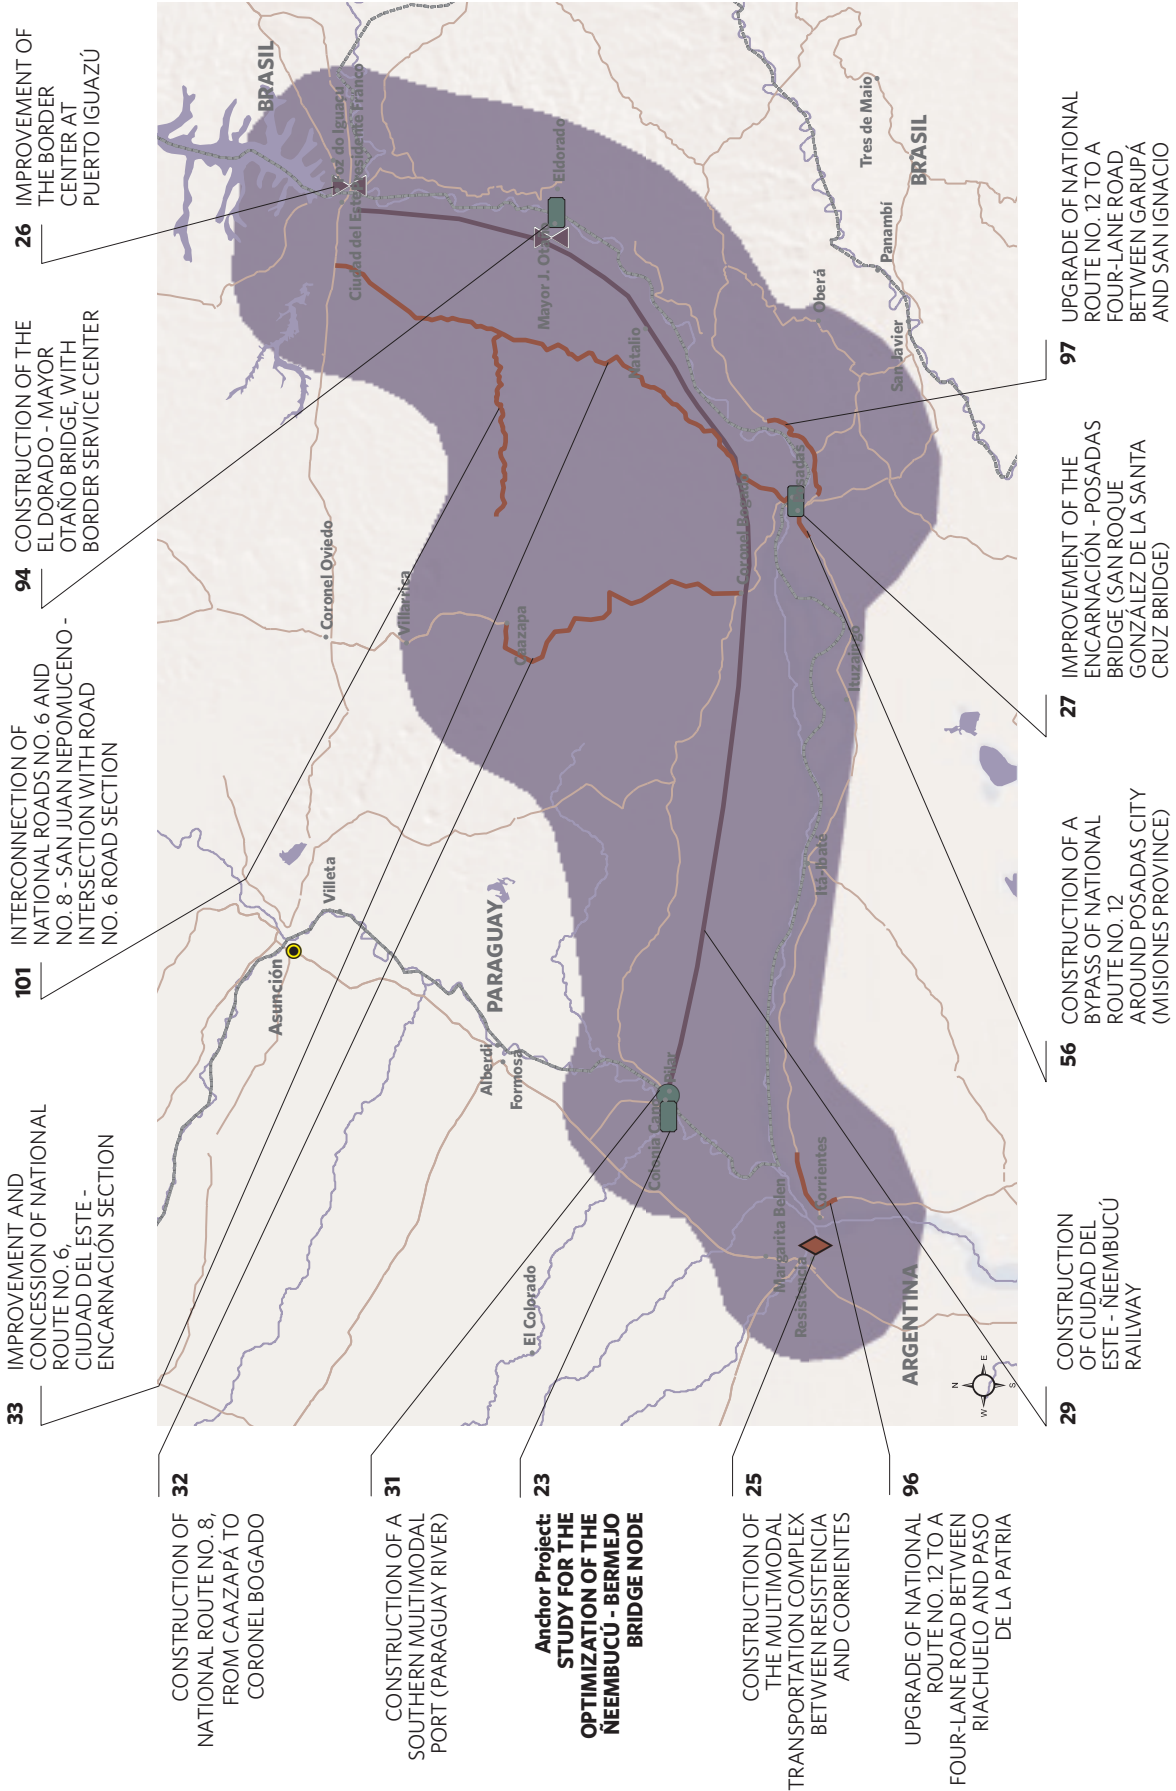 33
IMPROVEMENT AND
CONCESSION OF NATIONAL
ROUTE NO. 6,
CIUDAD DEL ESTE -
ENCARNACIÓN SECTION
101
INTERCONNECTION OF
NATIONAL ROADS NO. 6 AND
NO. 8 - SAN JUAN NEPOMUCENO -
INTERSECTION WITH ROAD
NO. 6 ROAD SECTION
94
CONSTRUCTION OF THE
EL DORADO - MAYOR
OTAÑO BRIDGE, WITH
BORDER SERVICE CENTER
26
IMPROVEMENT OF
THE BORDER
CENTER AT
PUERTO IGUAZÚ
32
CONSTRUCTION OF
NATIONAL ROUTE NO. 8,
FROM CAAZAPÁ TO
CORONEL BOGADO
31
CONSTRUCTION OF A
SOUTHERN MULTIMODAL
PORT (PARAGUAY RIVER)
23
Anchor Project:
STUDY FOR THE
OPTIMIZATION OF THE
ÑEEMBUCÚ - BERMEJO
BRIDGE NODE
25
CONSTRUCTION OF
THE MULTIMODAL
TRANSPORTATION COMPLEX
BETWEEN RESISTENCIA
AND CORRIENTES
96
UPGRADE OF NATIONAL
ROUTE NO. 12 TO A
FOUR-LANE ROAD BETWEEN
RIACHUELO AND PASO
DE LA PATRIA
BRASIL
Foz do Iguaçu
Presidente Franco
Ciudad del Este
Asunción
Villeta
Coronel Oviedo
Villarrica
PARAGUAY
Alberdi
Formosa
Caazapa
Mayor J. Ot
Eldorado
El Colorado
Natalio
Colonia Cano
Pilar
Coronel Bogado
Posadas
Oberá
Panambí
Tres de Maio
BRASIL
San Javier
Ituzaingo
Itá-Ibaté
Margarita Belen
Resistencia
Corrientes
ARGENTINA
N
E
S
W
29
CONSTRUCTION
OF CIUDAD DEL
ESTE - ÑEEMBUCÚ
RAILWAY
56
CONSTRUCTION OF A
BYPASS OF NATIONAL
ROUTE NO. 12
AROUND POSADAS CITY
(MISIONES PROVINCE)
27
IMPROVEMENT OF THE
ENCARNACIÓN - POSADAS
BRIDGE (SAN ROQUE
GONZÁLEZ DE LA SANTA
CRUZ BRIDGE)
97
UPGRADE OF NATIONAL
ROUTE NO. 12 TO A
FOUR-LANE ROAD
BETWEEN GARUPÁ
AND SAN IGNACIO